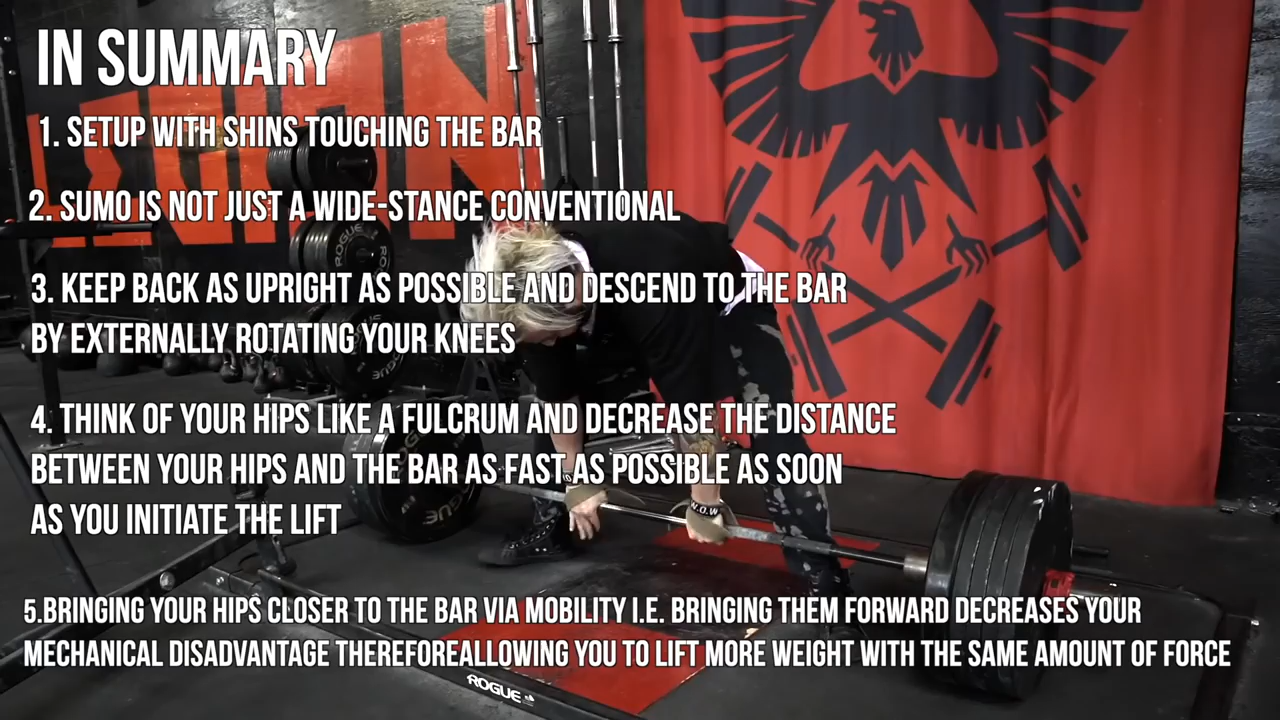 IN SUMMARY
1. SETUP WITH SHINS TOUCHING THE BAR
2. SUMO IS NOT JUST A WIDE-STANCE CONVENTIONAL
3. KEEP BACK AS UPRIGHT AS POSSIBLE AND DESCEND TO THE BAR
BY EXTERNALLY ROTATING YOUR KNEES
4. THINK OF YOUR HIPS LIKE A FULCRUM AND DECREASE THE DISTANCE
BETWEEN YOUR HIPS AND THE BAR AS FAST AS POSSIBLE AS SOON
AS YOU INITIATE THE LIFT
5.BRINGING YOUR HIPS CLOSER TO THE BAR VIA MOBILITY I.E. BRINGING THEM FORWARD DECREASES YOUR
MECHANICAL DISADVANTAGE THEREFOREALLOWING YOU TO LIFT MORE WEIGHT WITH THE SAME AMOUNT OF FORCE
LEGION
ROGUE
ROGUE
ROGUE
W.O.W
ROGUE